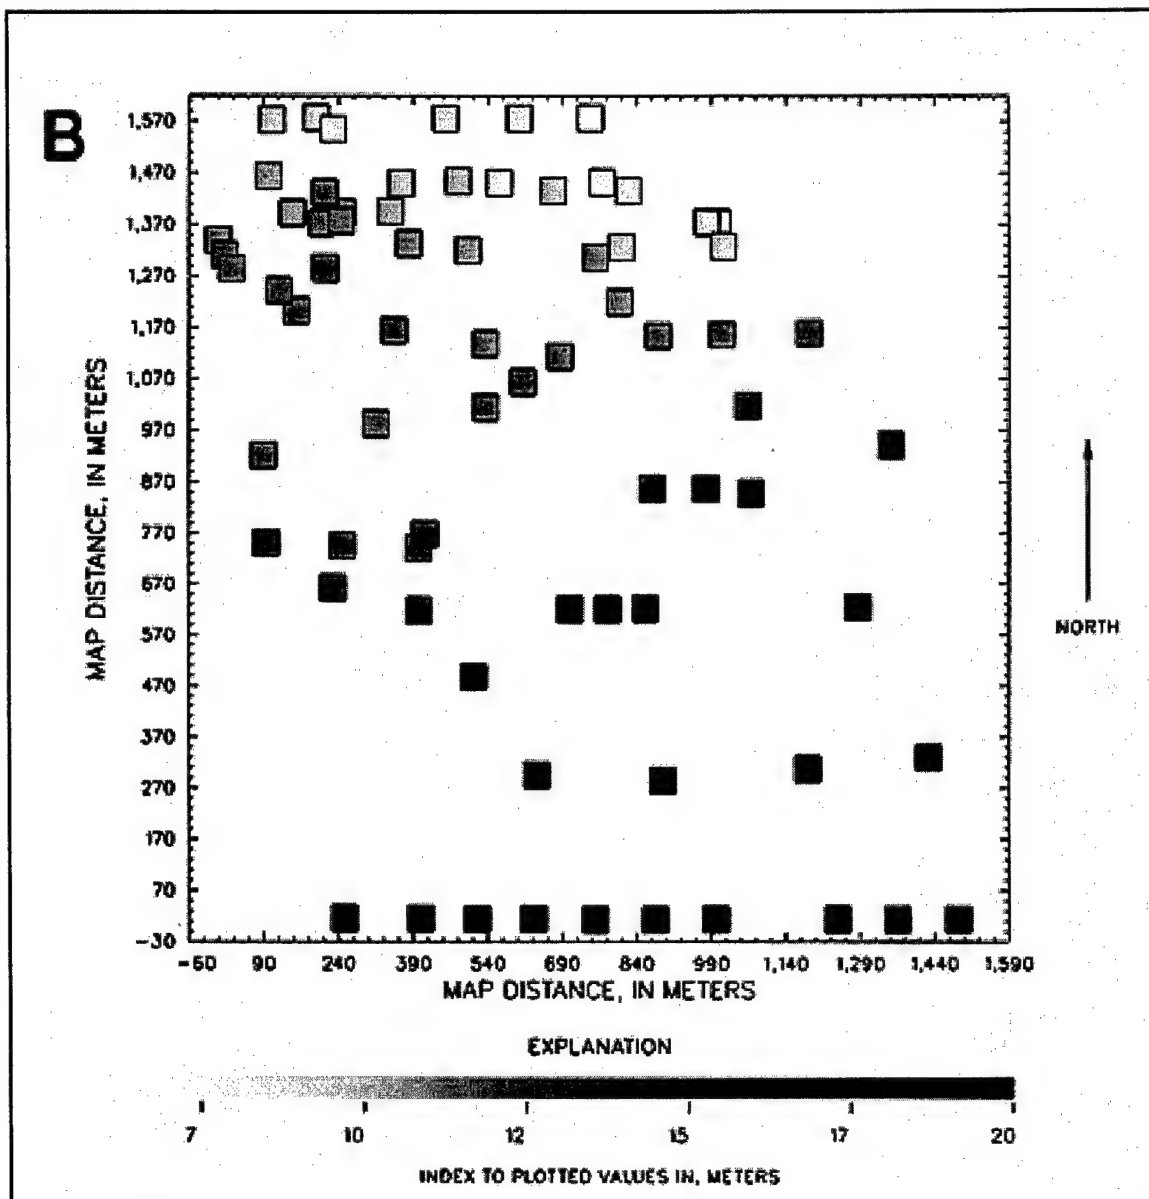 B
1,570
1,470
1,370
1,270
1,170
1,070
970
870
770
670
570
470
370
270
170
70
-30
MAP DISTANCE, IN METERS
-60 90 240 390 540 690 840 990 1,140 1,290 1,440 1,590
MAP DISTANCE, IN METERS
NORTH
EXPLANATION
7 10 12 15 17 20
INDEX TO PLOTTED VALUES IN, METERS